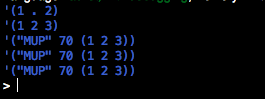 '(1 . 2)
'(1 2 3)
'("MUP" 70 (1 2 3))
'("MUP" 70 (1 2 3))
'("MUP" 70 (1 2 3))
>